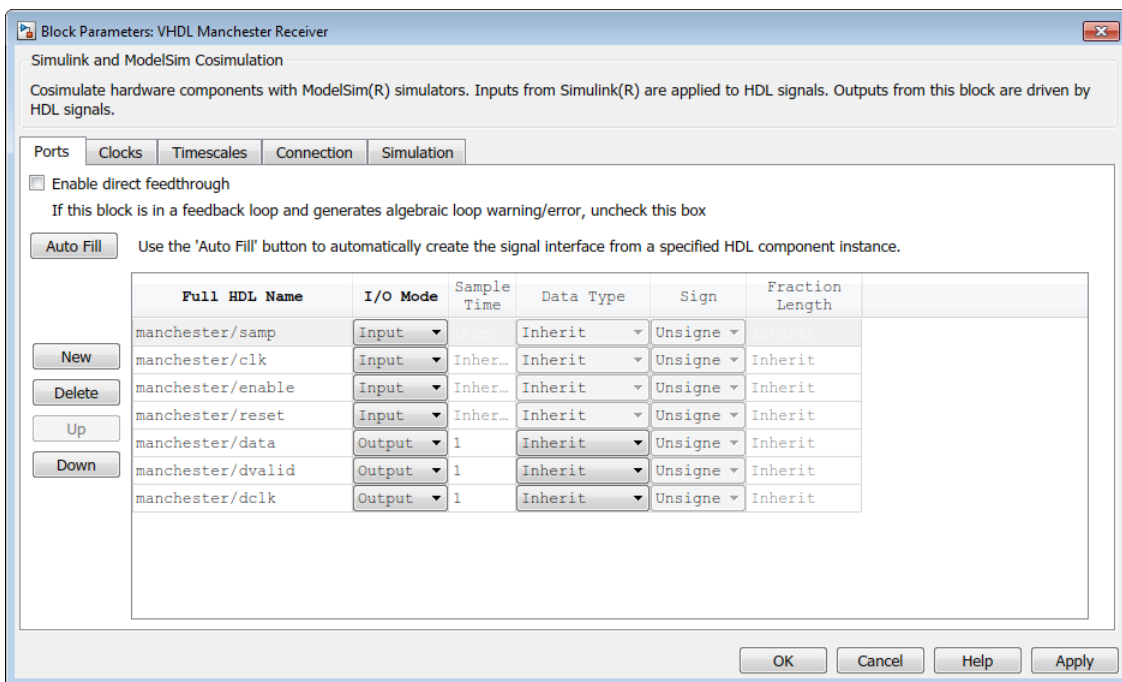 Block Parameters: VHDL Manchester Receiver
Simulink and ModelSim Cosimulation
Cosimulate hardware components with ModelSim(R) simulators. Inputs from Simulink(R) are applied to HDL signals. Outputs from this block are driven by
HDL signals.
Ports Clocks Timescales Connection Simulation
Enable direct feedthrough
If this block is in a feedback loop and generates algebraic loop warning/error, uncheck this box
Auto Fill Use the 'Auto Fill' button to automatically create the signal interface from a specified HDL component instance.
Full HDL Name I/O Mode Sample Time Data Type Sign Fraction Length
manchester/samp Input Inher... Inherit Unsigne Inherit
New manchester/clk Input Inher... Inherit Unsigne Inherit
Delete manchester/enable Input Inher... Inherit Unsigne Inherit
Up manchester/reset Input Inher... Inherit Unsigne Inherit
manchester/data Output 1 Inherit Unsigne Inherit
Down manchester/dvalid Output 1 Inherit Unsigne Inherit
manchester/dclk Output 1 Inherit Unsigne Inherit
OK Cancel Help Apply